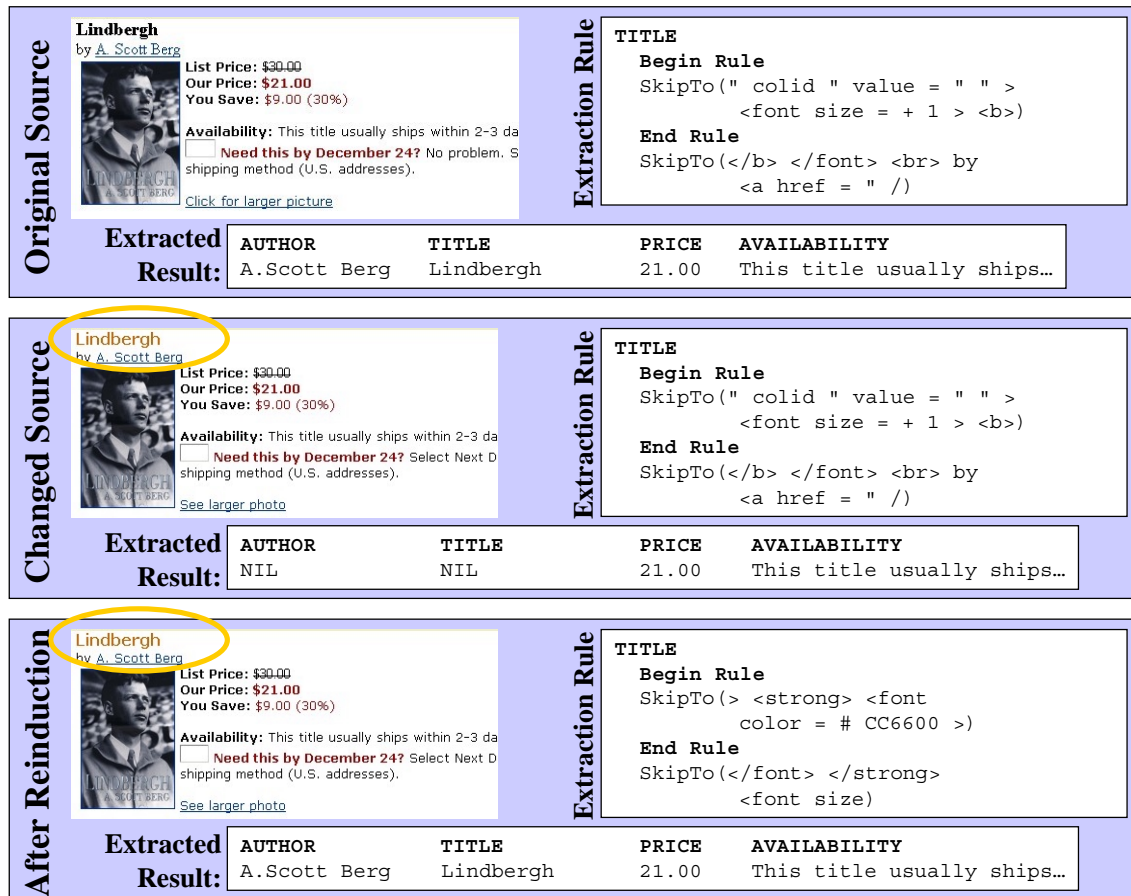 Original Source
Lindbergh
by A. Scott Berg
List Price: $30.00
Our Price: $21.00
You Save: $9.00 (30%)
Availability: This title usually ships within 2-3 da
Need this by December 24? No problem. S
shipping method (U.S. addresses).
LINDBERGH
A. SCOTT BERG
Click for larger picture
Extraction Rule
TITLE
Begin Rule
SkipTo(" colid " value = " " >
<font size = + 1 > <b>)
End Rule
SkipTo(</b> </font> <br> by
<a href = " /)
Extracted
Result:
AUTHOR TITLE PRICE AVAILABILITY
A.Scott Berg Lindbergh 21.00 This title usually ships…
Changed Source
Lindbergh
by A. Scott Berg
List Price: $30.00
Our Price: $21.00
You Save: $9.00 (30%)
Availability: This title usually ships within 2-3 da
Need this by December 24? Select Next D
shipping method (U.S. addresses).
LINDBERGH
A. SCOTT BERG
See larger photo
Extraction Rule
TITLE
Begin Rule
SkipTo(" colid " value = " " >
<font size = + 1 > <b>)
End Rule
SkipTo(</b> </font> <br> by
<a href = " /)
Extracted
Result:
AUTHOR TITLE PRICE AVAILABILITY
NIL NIL 21.00 This title usually ships…
After Reinduction
Lindbergh
by A. Scott Berg
List Price: $30.00
Our Price: $21.00
You Save: $9.00 (30%)
Availability: This title usually ships within 2-3 da
Need this by December 24? Select Next D
shipping method (U.S. addresses).
LINDBERGH
A. SCOTT BERG
See larger photo
Extraction Rule
TITLE
Begin Rule
SkipTo(> <strong> <font
color = # CC6600 >)
End Rule
SkipTo(</font> </strong>
<font size)
Extracted
Result:
AUTHOR TITLE PRICE AVAILABILITY
A.Scott Berg Lindbergh 21.00 This title usually ships…